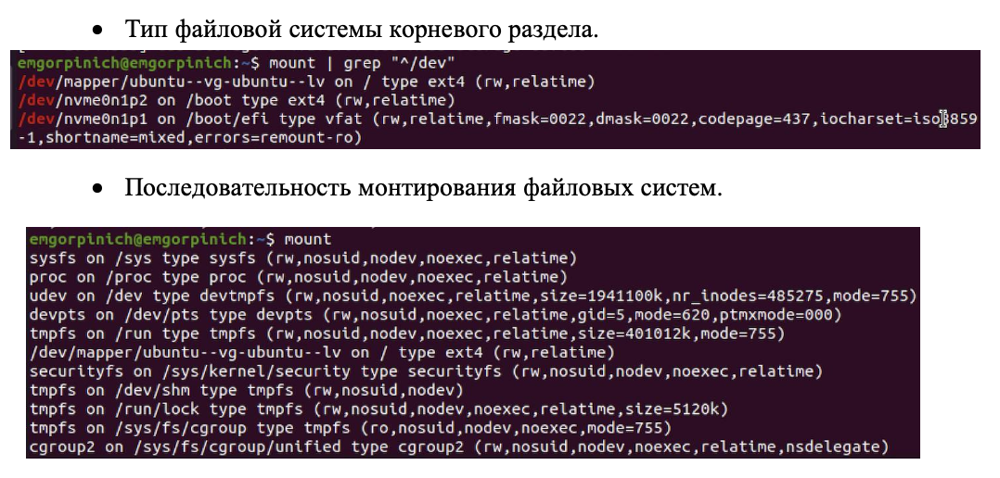 • Тип файловой системы корневого раздела.
emgorpinich@emgorpinich:~$ mount | grep "^/dev"
/dev/mapper/ubuntu--vg-ubuntu--lv on / type ext4 (rw,relatime)
/dev/nvme0n1p2 on /boot type ext4 (rw,relatime)
/dev/nvme0n1p1 on /boot/efi type vfat (rw,relatime,fmask=0022,dmask=0022,codepage=437,iocharset=iso8859
-1,shortname=mixed,errors=remount-ro)
• Последовательность монтирования файловых систем.
emgorpinich@emgorpinich:~$ mount
sysfs on /sys type sysfs (rw,nosuid,nodev,noexec,relatime)
proc on /proc type proc (rw,nosuid,nodev,noexec,relatime)
udev on /dev type devtmpfs (rw,nosuid,noexec,relatime,size=1941100k,nr_inodes=485275,mode=755)
devpts on /dev/pts type devpts (rw,nosuid,noexec,relatime,gid=5,mode=620,ptmxmode=000)
tmpfs on /run type tmpfs (rw,nosuid,nodev,noexec,relatime,size=401012k,mode=755)
/dev/mapper/ubuntu--vg-ubuntu--lv on / type ext4 (rw,relatime)
securityfs on /sys/kernel/security type securityfs (rw,nosuid,nodev,noexec,relatime)
tmpfs on /dev/shm type tmpfs (rw,nosuid,nodev)
tmpfs on /run/lock type tmpfs (rw,nosuid,nodev,noexec,relatime,size=5120k)
tmpfs on /sys/fs/cgroup type tmpfs (ro,nosuid,nodev,noexec,mode=755)
cgroup2 on /sys/fs/cgroup/unified type cgroup2 (rw,nosuid,nodev,noexec,relatime,nsdelegate)